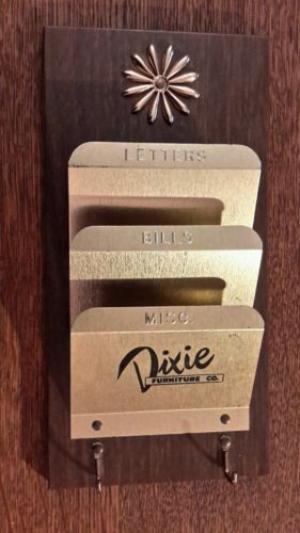 LETTERS
BILLS
MISC.
Dixie
FURNITURE CO.